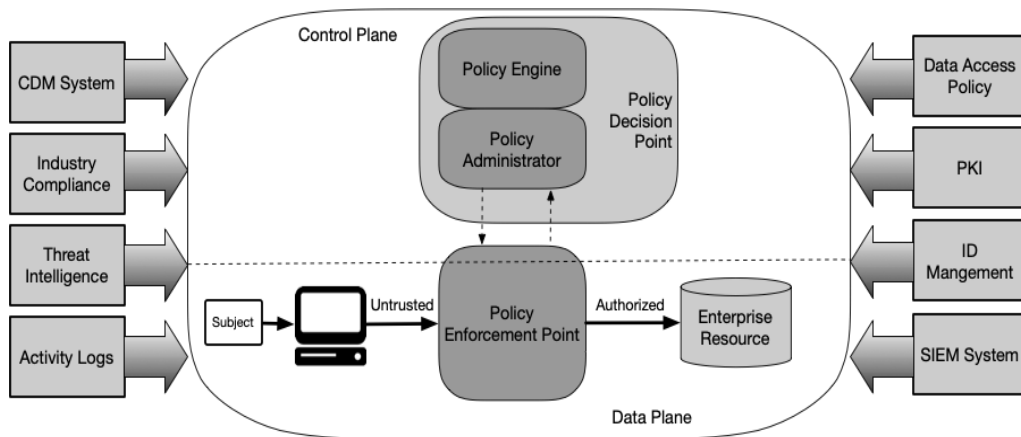 Control Plane
CDM System
Industry
Compliance
Threat
Intelligence
Activity Logs
Policy Engine
Policy
Administrator
Policy
Decision
Point
Subject
Untrusted
Policy
Enforcement Point
Authorized
Enterprise
Resource
Data Plane
Data Access
Policy
PKI
ID
Mangement
SIEM System